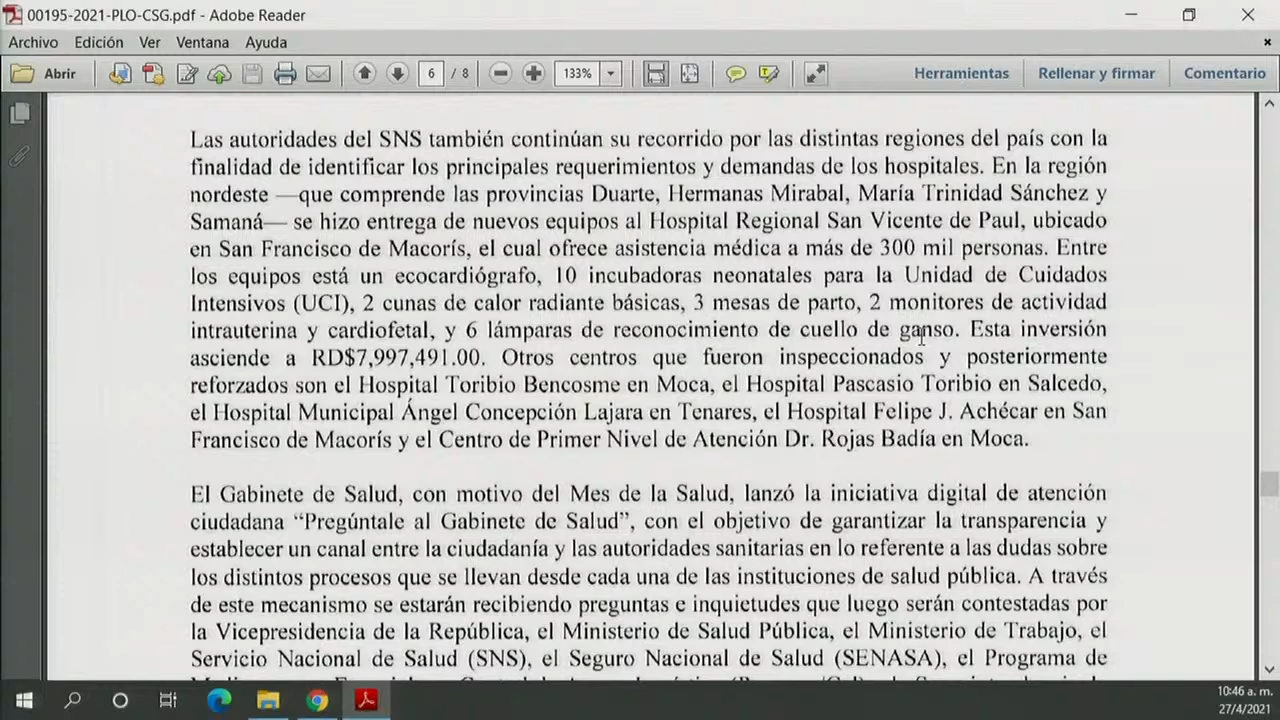 00195-2021-PLO-CSG.pdf - Adobe Reader
Archivo Edición Ver Ventana Ayuda
Abrir 6 / 8 133% Herramientas Rellenar y firmar Comentario
Las autoridades del SNS también continúan su recorrido por las distintas regiones del país con la
finalidad de identificar los principales requerimientos y demandas de los hospitales. En la región
nordeste —que comprende las provincias Duarte, Hermanas Mirabal, María Trinidad Sánchez y
Samaná— se hizo entrega de nuevos equipos al Hospital Regional San Vicente de Paul, ubicado
en San Francisco de Macorís, el cual ofrece asistencia médica a más de 300 mil personas. Entre
los equipos está un ecocardiógrafo, 10 incubadoras neonatales para la Unidad de Cuidados
Intensivos (UCI), 2 cunas de calor radiante básicas, 3 mesas de parto, 2 monitores de actividad
intrauterina y cardiofetal, y 6 lámparas de reconocimiento de cuello de ganso. Esta inversión
asciende a RD$7,997,491.00. Otros centros que fueron inspeccionados y posteriormente
reforzados son el Hospital Toribio Bencosme en Moca, el Hospital Pascasio Toribio en Salcedo,
el Hospital Municipal Ángel Concepción Lajara en Tenares, el Hospital Felipe J. Achécar en San
Francisco de Macorís y el Centro de Primer Nivel de Atención Dr. Rojas Badía en Moca.
El Gabinete de Salud, con motivo del Mes de la Salud, lanzó la iniciativa digital de atención
ciudadana “Pregúntale al Gabinete de Salud”, con el objetivo de garantizar la transparencia y
establecer un canal entre la ciudadanía y las autoridades sanitarias en lo referente a las dudas sobre
los distintos procesos que se llevan desde cada una de las instituciones de salud pública. A través
de este mecanismo se estarán recibiendo preguntas e inquietudes que luego serán contestadas por
la Vicepresidencia de la República, el Ministerio de Salud Pública, el Ministerio de Trabajo, el
Servicio Nacional de Salud (SNS), el Seguro Nacional de Salud (SENASA), el Programa de
10:46 a. m.
27/4/2021